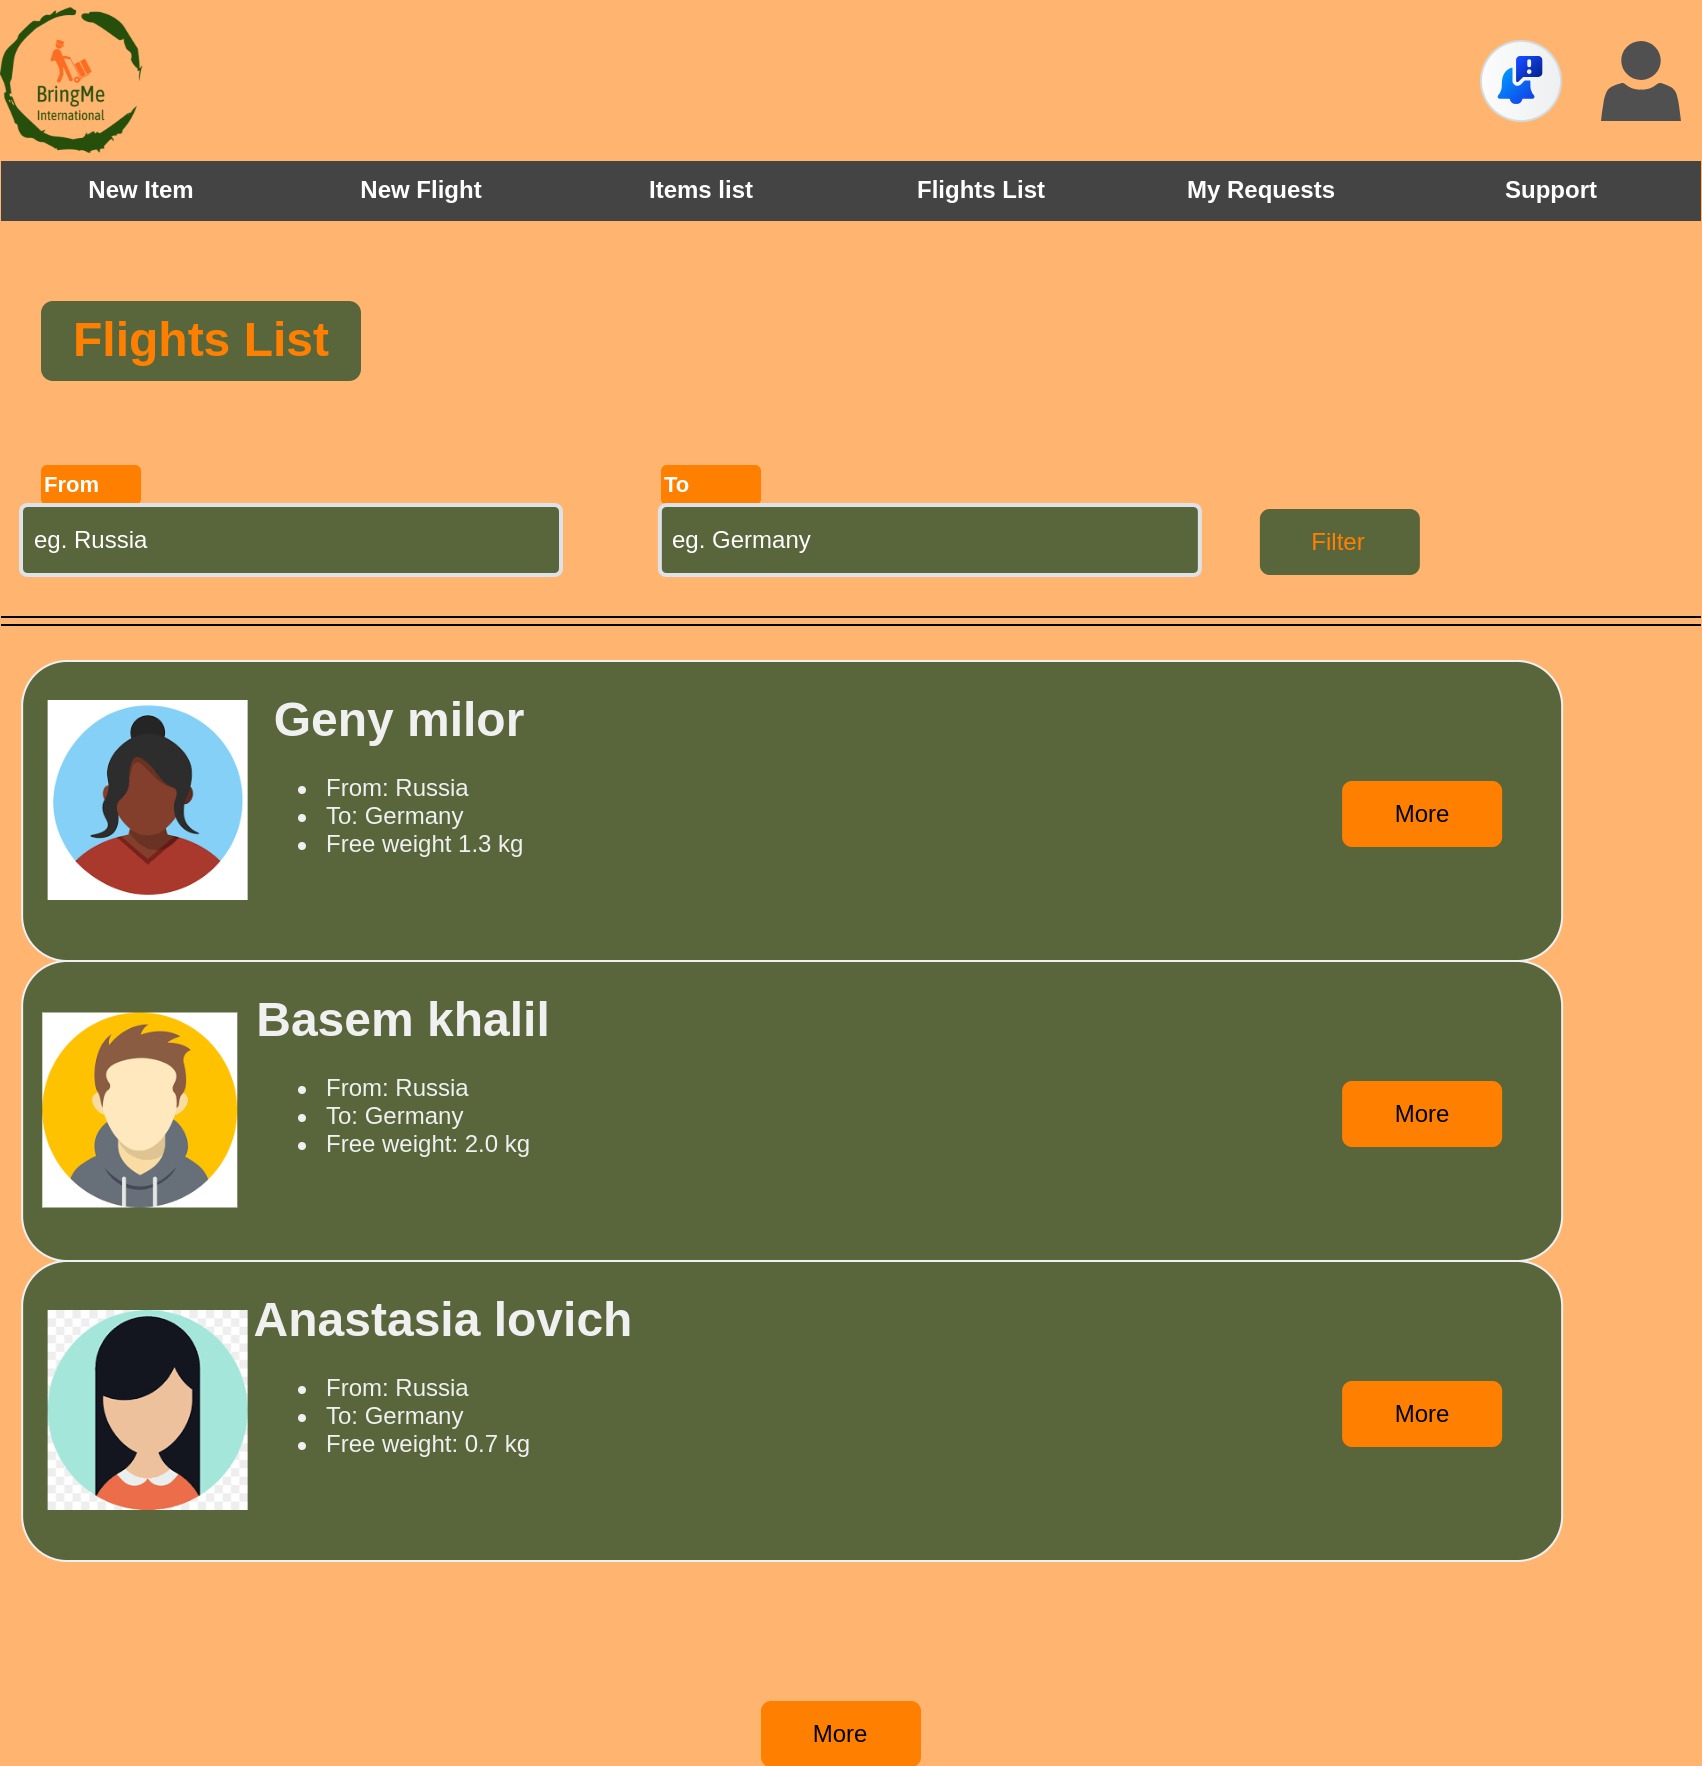 BringMe
International
New Item New Flight Items list Flights List My Requests Support
Flights List
From To
eg. Russia eg. Germany Filter
Geny milor
From: Russia
To: Germany
Free weight 1.3 kg
More
Basem khalil
From: Russia
To: Germany
Free weight: 2.0 kg
More
Anastasia lovich
From: Russia
To: Germany
Free weight: 0.7 kg
More
More